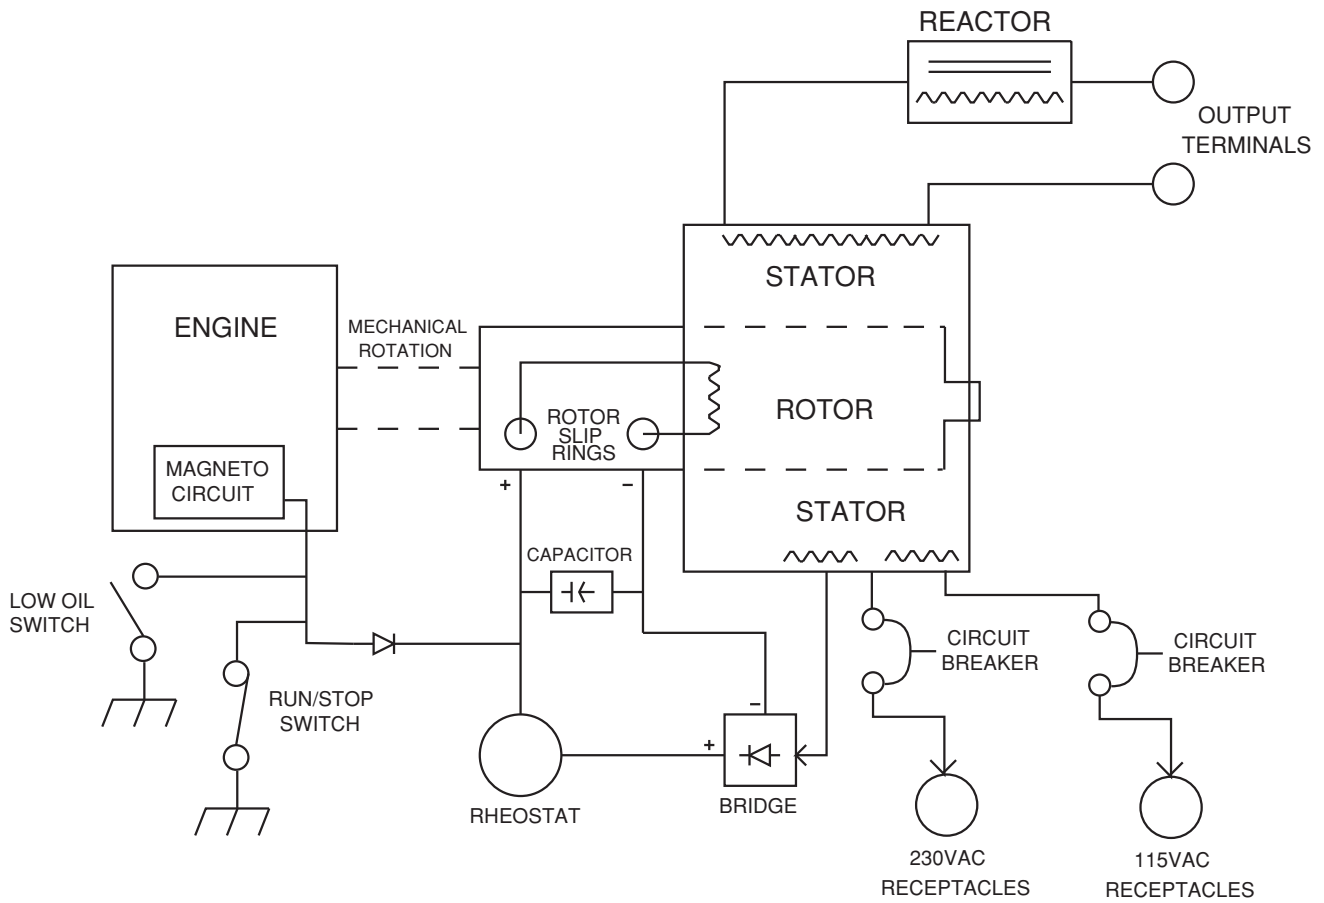 REACTOR
OUTPUT
TERMINALS
STATOR
ENGINE
MECHANICAL
ROTATION
ROTOR
SLIP
RINGS
ROTOR
MAGNETO
CIRCUIT
+
–
STATOR
CAPACITOR
LOW OIL
SWITCH
CIRCUIT
BREAKER
CIRCUIT
BREAKER
RUN/STOP
SWITCH
–
+
RHEOSTAT
BRIDGE
230VAC
RECEPTACLES
115VAC
RECEPTACLES